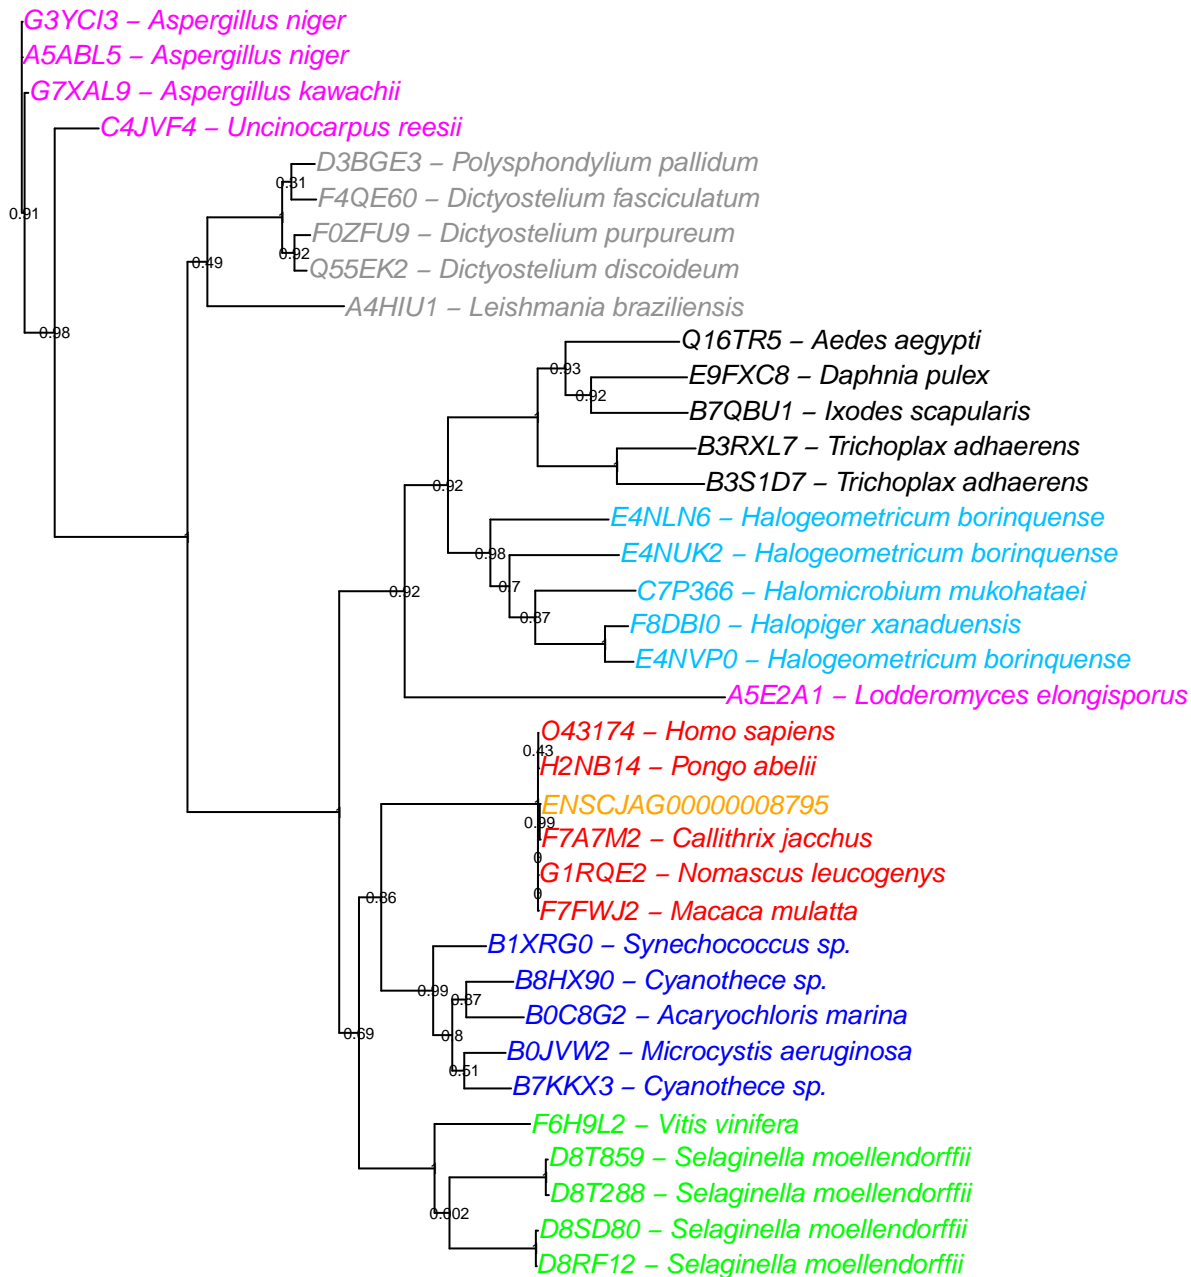 G3YCI3 – Aspergillus niger
A5ABL5 – Aspergillus niger
G7XAL9 – Aspergillus kawachii
C4JVF4 – Uncinocarpus reesii
D3BGE3 – Polysphondylium pallidum
0.81
F4QE60 – Dictyostelium fasciculatum
0.91
F0ZFU9 – Dictyostelium purpureum
0.92
0.49
Q55EK2 – Dictyostelium discoideum
A4HIU1 – Leishmania braziliensis
0.98
Q16TR5 – Aedes aegypti
0.93
E9FXC8 – Daphnia pulex
0.92
B7QBU1 – Ixodes scapularis
B3RXL7 – Trichoplax adhaerens
B3S1D7 – Trichoplax adhaerens
0.92
E4NLN6 – Halogeometricum borinquense
0.98
E4NUK2 – Halogeometricum borinquense
0.7
0.92
C7P366 – Halomicrobium mukohataei
0.87
F8DBI0 – Halopiger xanaduensis
E4NVP0 – Halogeometricum borinquense
A5E2A1 – Lodderomyces elongisporus
O43174 – Homo sapiens
0.43
H2NB14 – Pongo abelii
ENSCJAG00000008795
0.99
F7A7M2 – Callithrix jacchus
0
G1RQE2 – Nomascus leucogenys
0
0.86
F7FWJ2 – Macaca mulatta
B1XRG0 – Synechococcus sp.
B8HX90 – Cyanothece sp.
0.99
0.87
B0C8G2 – Acaryochloris marina
0.69
0.8
B0JVW2 – Microcystis aeruginosa
0.51
B7KKX3 – Cyanothece sp.
F6H9L2 – Vitis vinifera
D8T859 – Selaginella moellendorffii
D8T288 – Selaginella moellendorffii
0.002
D8SD80 – Selaginella moellendorffii
D8RF12 – Selaginella moellendorffii